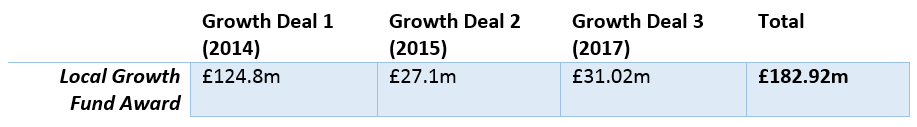 Growth Deal 1 Growth Deal 2 Growth Deal 3 Total
(2014) (2015) (2017)
Local Growth £124.8m £27.1m £31.02m £182.92m
Fund Award